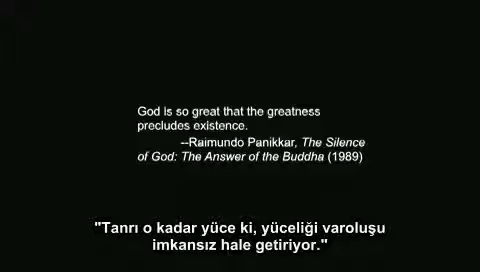 God is so great that the greatness
precludes existence.
--Raimundo Panikkar, The Silence
of God: The Answer of the Buddha (1989)
"Tanrı o kadar yüce ki, yüceliği varoluşu
imkansız hale getiriyor."